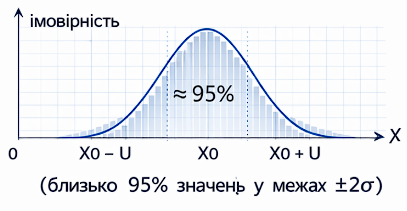 імовірність
≈ 95%
X
0 X0 − U X0 X0 + U
(близько 95% значень у межах ±2σ)